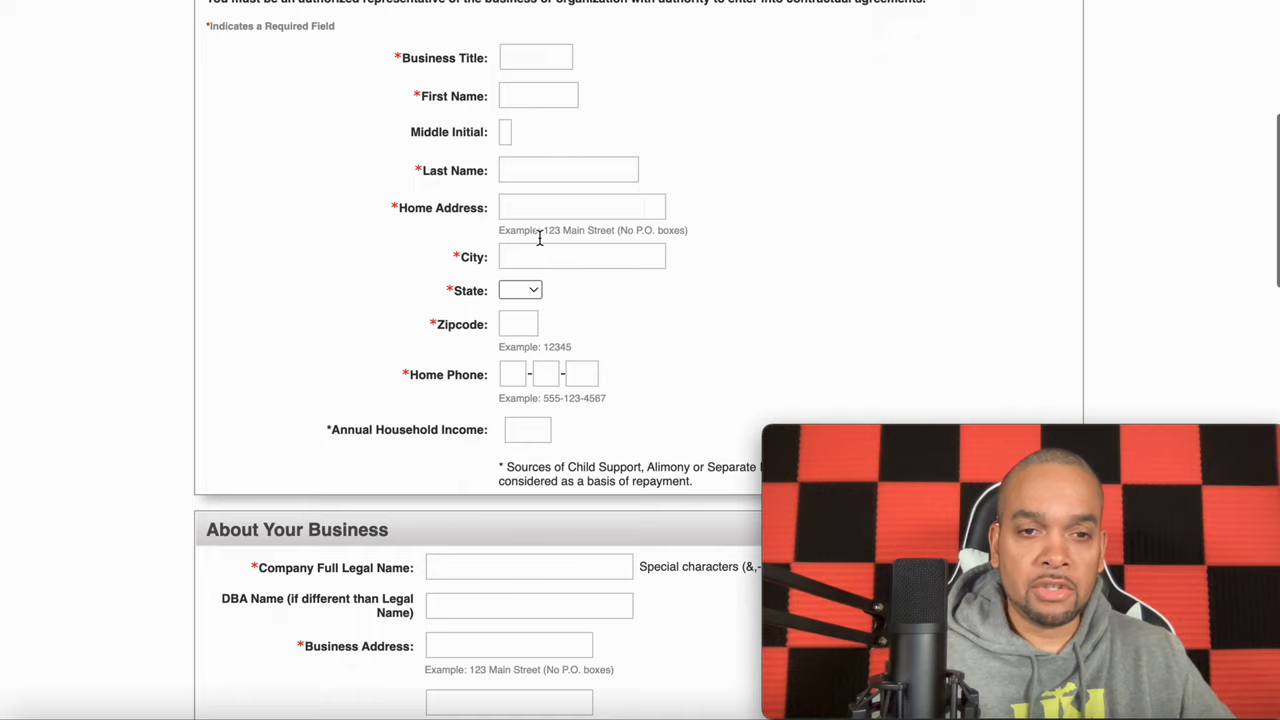 You must be an authorized representative of the business or organization with authority to enter into contractual agreements.
*Indicates a Required Field
*Business Title:
*First Name:
Middle Initial:
*Last Name:
*Home Address:
Example: 123 Main Street (No P.O. boxes)
*City:
*State:
*Zipcode:
Example: 12345
*Home Phone: - -
Example: 555-123-4567
*Annual Household Income:
* Sources of Child Support, Alimony or Separate
considered as a basis of repayment.
About Your Business
*Company Full Legal Name: Special characters (&,-
DBA Name (if different than Legal
Name)
*Business Address:
Example: 123 Main Street (No P.O. boxes)